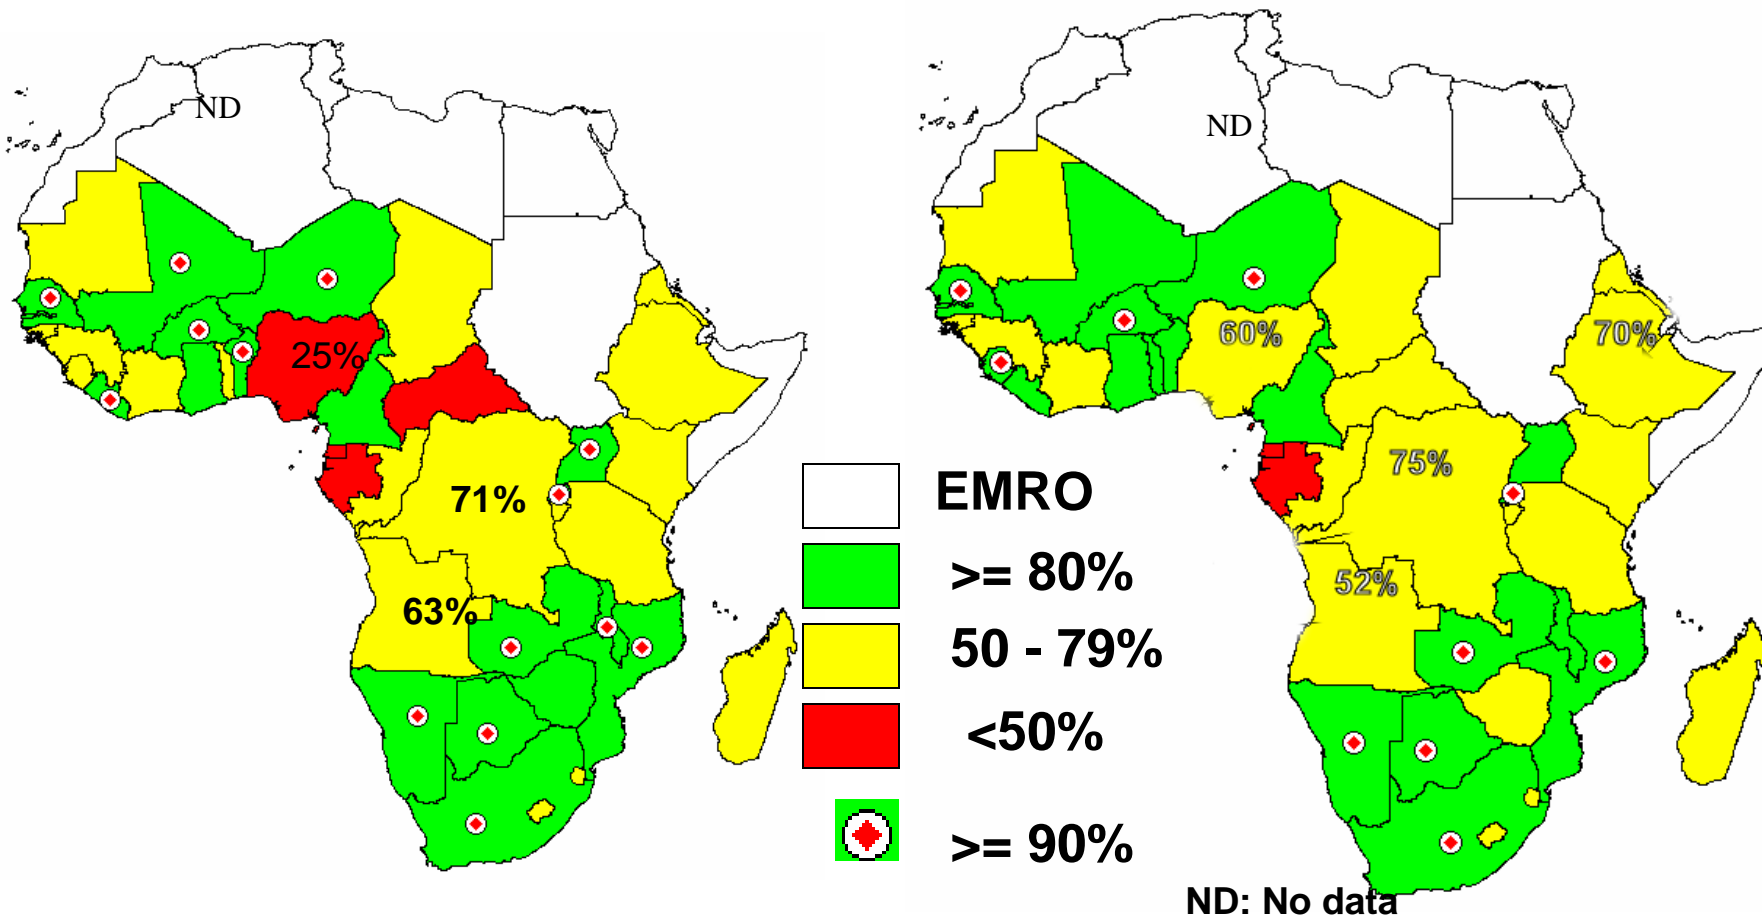 ND
ND
25%
60%
70%
71%
75%
63%
52%
EMRO
>= 80%
50 - 79%
<50%
>= 90%
ND: No data